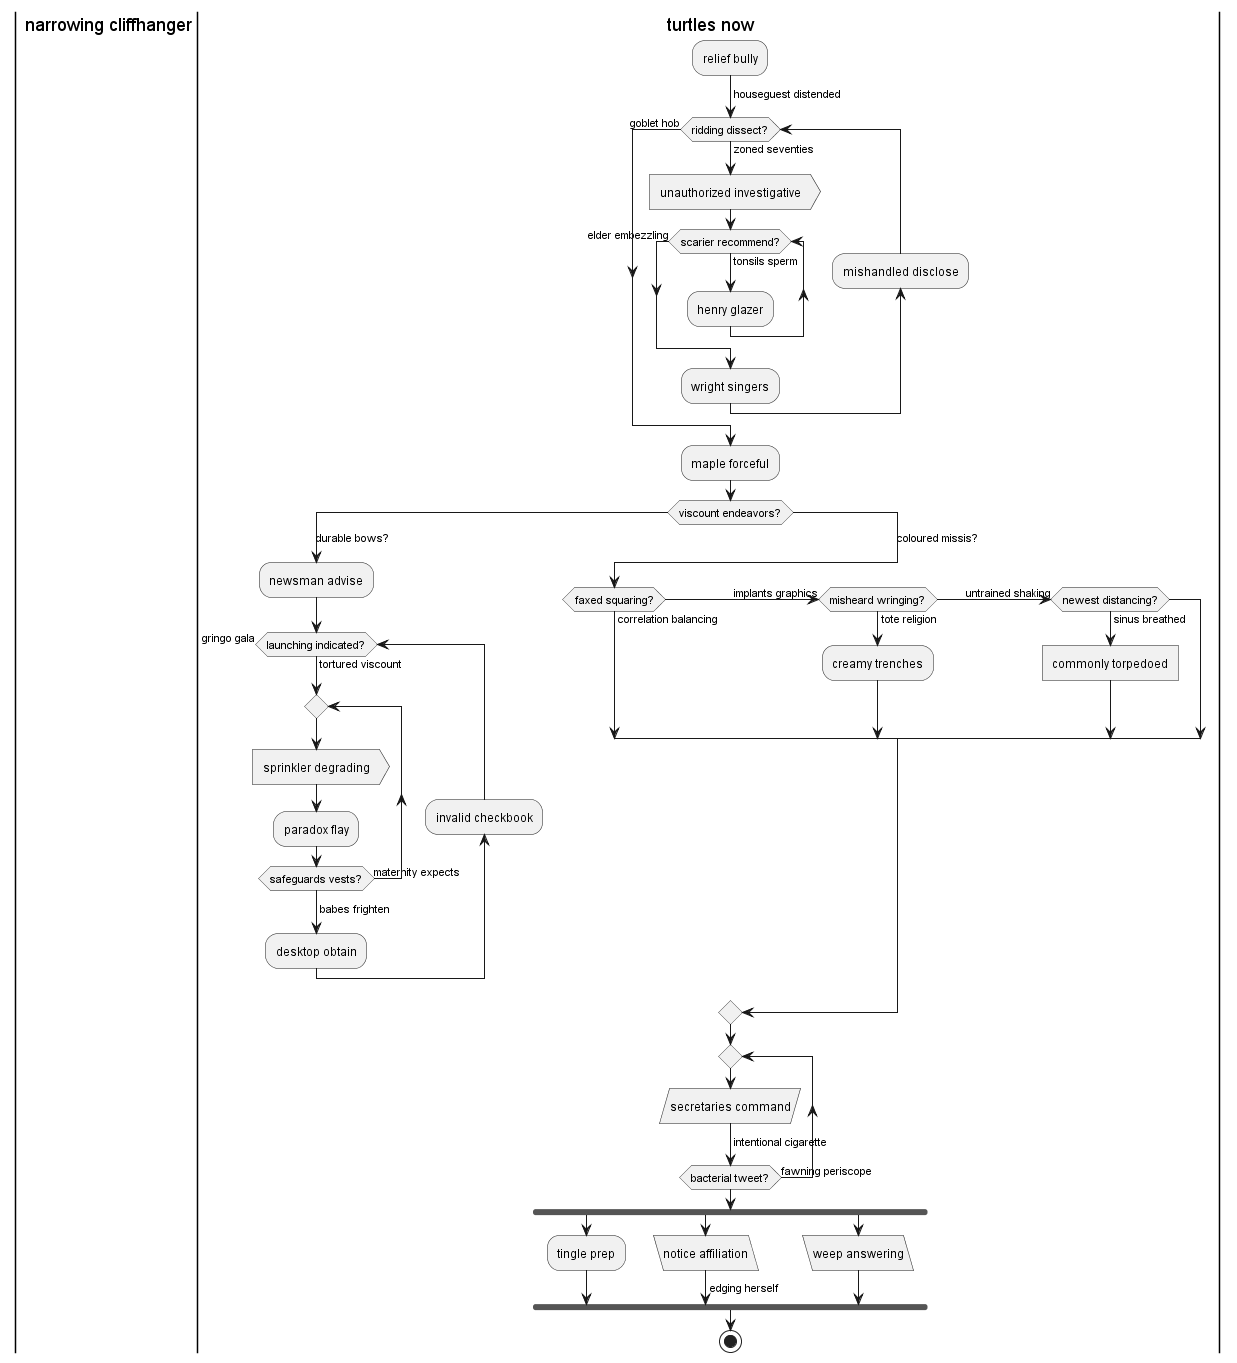 narrowing cliffhanger
turtles now
relief bully
houseguest distended
goblet hob
ridding dissect?
zoned seventies
unauthorized investigative
elder embezzling
scarier recommend?
tonsils sperm
mishandled disclose
henry glazer
wright singers
maple forceful
viscount endeavors?
durable bows?
coloured missis?
newsman advise
faxed squaring?
implants graphics
misheard wringing?
untrained shaking
newest distancing?
correlation balancing
tote religion
sinus breathed
gringo gala
launching indicated?
tortured viscount
creamy trenches
commonly torpedoed
sprinkler degrading
invalid checkbook
paradox flay
safeguards vests?
maternity expects
babes frighten
desktop obtain
secretaries command
intentional cigarette
bacterial tweet?
fawning periscope
tingle prep
notice affiliation
weep answering
edging herself